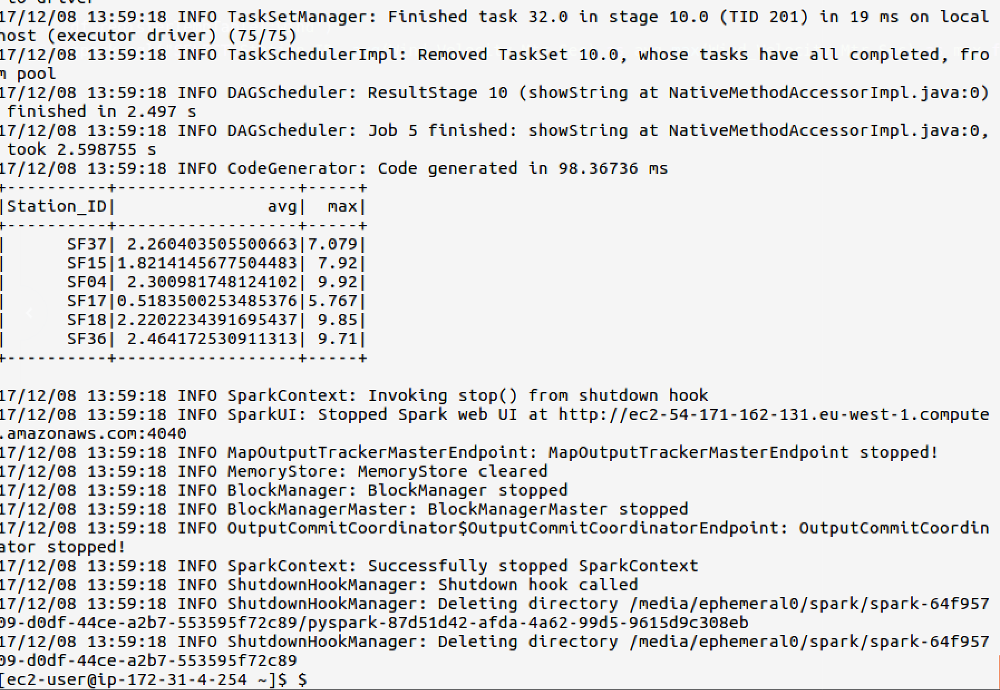 to driver
17/12/08 13:59:18 INFO TaskSetManager: Finished task 32.0 in stage 10.0 (TID 201) in 19 ms on local
host (executor driver) (75/75)
17/12/08 13:59:18 INFO TaskSchedulerImpl: Removed TaskSet 10.0, whose tasks have all completed, fro
m pool
17/12/08 13:59:18 INFO DAGScheduler: ResultStage 10 (showString at NativeMethodAccessorImpl.java:0)
 finished in 2.497 s
17/12/08 13:59:18 INFO DAGScheduler: Job 5 finished: showString at NativeMethodAccessorImpl.java:0,
 took 2.598755 s
17/12/08 13:59:18 INFO CodeGenerator: Code generated in 98.36736 ms
+----------+------------------+-----+
|Station_ID|               avg|  max|
+----------+------------------+-----+
|      SF37| 2.260403505500663|7.079|
|      SF15|1.8214145677504483| 7.92|
|      SF04| 2.300981748124102| 9.92|
|      SF17|0.5183500253485376|5.767|
|      SF18|2.2202234391695437| 9.85|
|      SF36| 2.464172530911313| 9.71|
+----------+------------------+-----+
17/12/08 13:59:18 INFO SparkContext: Invoking stop() from shutdown hook
17/12/08 13:59:18 INFO SparkUI: Stopped Spark web UI at http://ec2-54-171-162-131.eu-west-1.compute
.amazonaws.com:4040
17/12/08 13:59:18 INFO MapOutputTrackerMasterEndpoint: MapOutputTrackerMasterEndpoint stopped!
17/12/08 13:59:18 INFO MemoryStore: MemoryStore cleared
17/12/08 13:59:18 INFO BlockManager: BlockManager stopped
17/12/08 13:59:18 INFO BlockManagerMaster: BlockManagerMaster stopped
17/12/08 13:59:18 INFO OutputCommitCoordinator$OutputCommitCoordinatorEndpoint: OutputCommitCoordin
ator stopped!
17/12/08 13:59:18 INFO SparkContext: Successfully stopped SparkContext
17/12/08 13:59:18 INFO ShutdownHookManager: Shutdown hook called
17/12/08 13:59:18 INFO ShutdownHookManager: Deleting directory /media/ephemeral0/spark/spark-64f957
09-d0df-44ce-a2b7-553595f72c89/pyspark-87d51d42-afda-4a62-99d5-9615d9c308eb
17/12/08 13:59:18 INFO ShutdownHookManager: Deleting directory /media/ephemeral0/spark/spark-64f957
09-d0df-44ce-a2b7-553595f72c89
[ec2-user@ip-172-31-4-254 ~]$ $